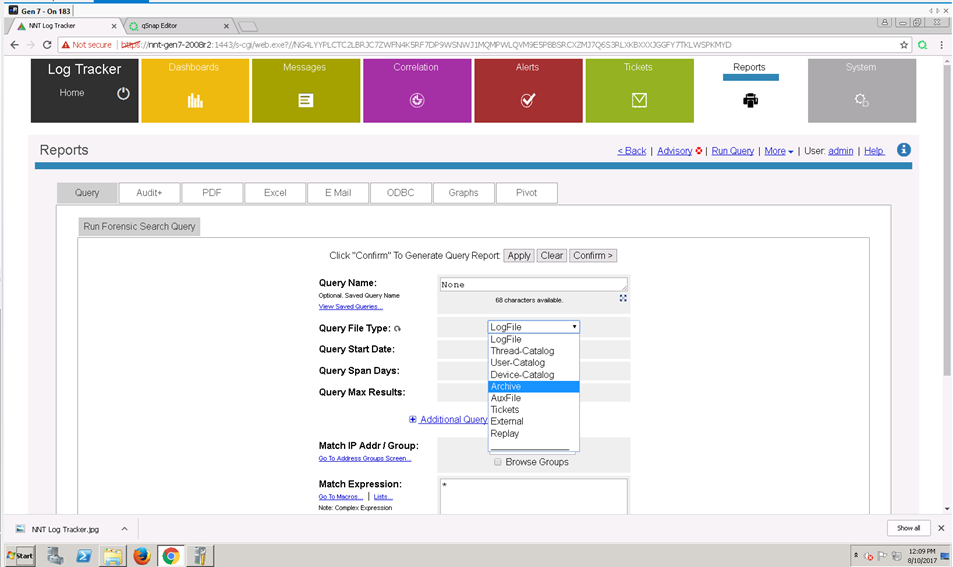 Gen 7 - On 183
NNT Log Tracker
qSnap Editor
Not secure | https://nnt-gen7-2008r2:1443/s-cgi/web.exe?
Log Tracker
Home
Dashboards
Messages
Correlation
Alerts
Tickets
Reports
System
Reports
< Back | Advisory | Run Query | More | User: admin | Help
Query
Audit+
PDF
Excel
E Mail
ODBC
Graphs
Pivot
Run Forensic Search Query
Click "Confirm" To Generate Query Report: Apply Clear Confirm >
Query Name:
Optional. Saved Query Name
View Saved Queries...
None
68 characters available.
Query File Type:
LogFile
Query Start Date:
Query Span Days:
Query Max Results:
LogFile
Thread-Catalog
User-Catalog
Device-Catalog
Archive
AuxFile
Tickets
External
Replay
Additional Query
Match IP Addr / Group:
Go To Address Groups Screen...
Browse Groups
Match Expression:
Go To Macros... | Lists...
Note: Complex Expression
*
NNT Log Tracker.jpg
Show all
Start
12:09 PM
8/10/2017